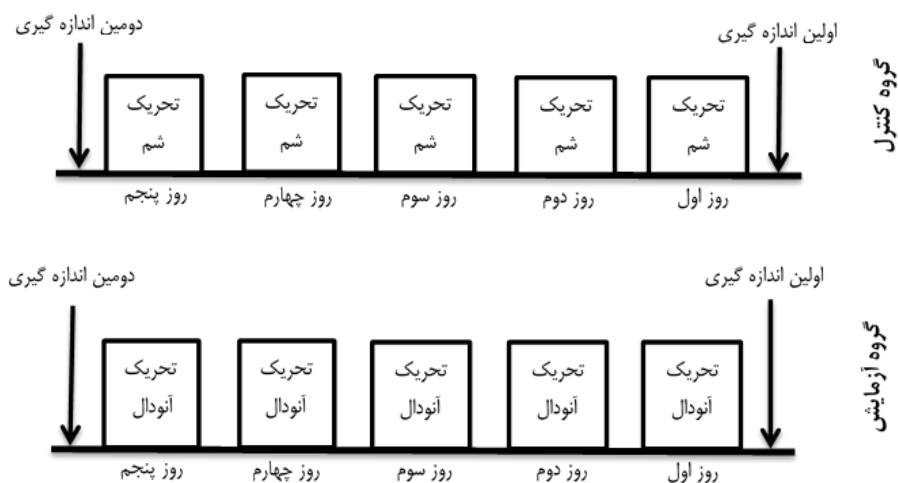 اولین اندازه گیری
دومین اندازه گیری
گروه کنترل
تحریک
شم
تحریک
شم
تحریک
شم
تحریک
شم
تحریک
شم
روز اول
روز دوم
روز سوم
روز چهارم
روز پنجم
اولین اندازه گیری
دومین اندازه گیری
گروه آزمایش
تحریک
آنودال
تحریک
آنودال
تحریک
آنودال
تحریک
آنودال
تحریک
آنودال
روز اول
روز دوم
روز سوم
روز چهارم
روز پنجم